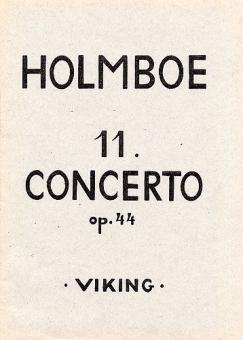 HOLMBOE
11.
CONCERTO
op. 44
· VIKING ·